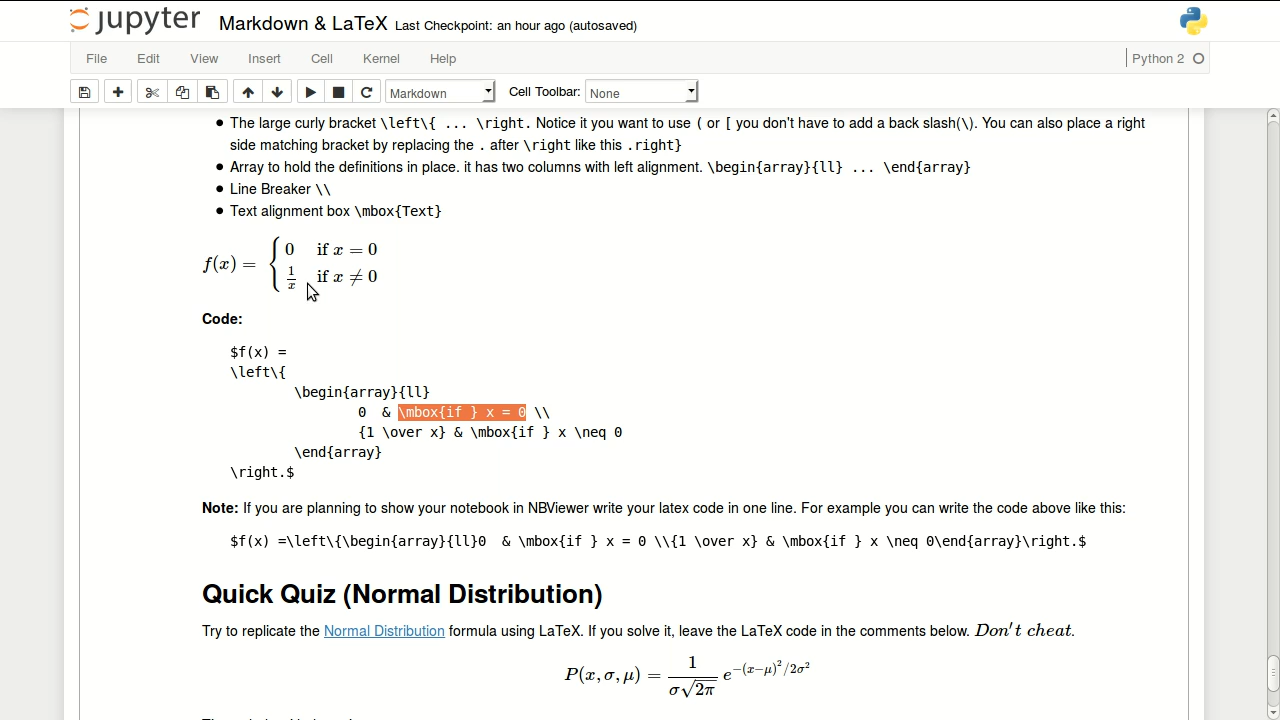 jupyter Markdown & LaTeX Last Checkpoint: an hour ago (autosaved)
File Edit View Insert Cell Kernel Help Python 2
Markdown Cell Toolbar: None
● The large curly bracket \left\{ ... \right. Notice it you want to use ( or [ you don't have to add a back slash(\). You can also place a right
side matching bracket by replacing the . after \right like this .right}
● Array to hold the definitions in place. it has two columns with left alignment. \begin{array}{ll} ... \end{array}
● Line Breaker \\
● Text alignment box \mbox{Text}
f(x) = { 0 if x = 0
1/x if x ≠ 0
Code:
$f(x) =
\left\{
\begin{array}{ll}
0 & \mbox{if } x = 0 \\
{1 \over x} & \mbox{if } x \neq 0
\end{array}
\right.$
Note: If you are planning to show your notebook in NBViewer write your latex code in one line. For example you can write the code above like this:
$f(x) =\left\{\begin{array}{ll}0 & \mbox{if } x = 0 \\{1 \over x} & \mbox{if } x \neq 0\end{array}\right.$
Quick Quiz (Normal Distribution)
Try to replicate the Normal Distribution formula using LaTeX. If you solve it, leave the LaTeX code in the comments below. Don't cheat.
P(x, σ, μ) = 1/(σ√2π) e^{−(x−μ)²/2σ²}